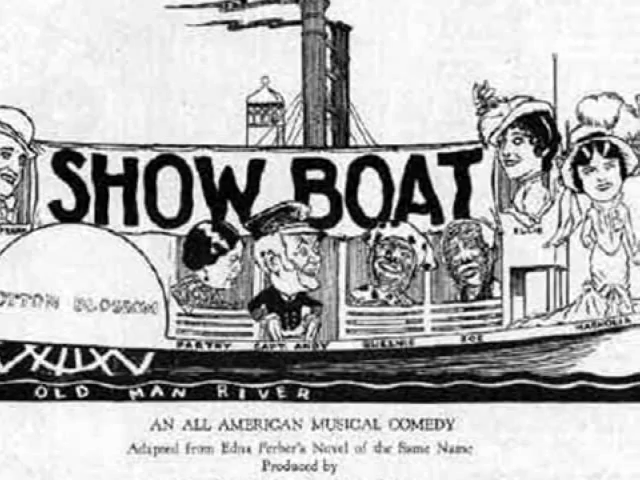 SHOW BOAT
FRANK
ELLIE
COTTON BLOSSOM
PARTHY CAPT. ANDY QUEENIE JOE
MAGNOLIA
OLD MAN RIVER
AN ALL AMERICAN MUSICAL COMEDY
Adapted from Edna Ferber's Novel of the Same Name
Produced by